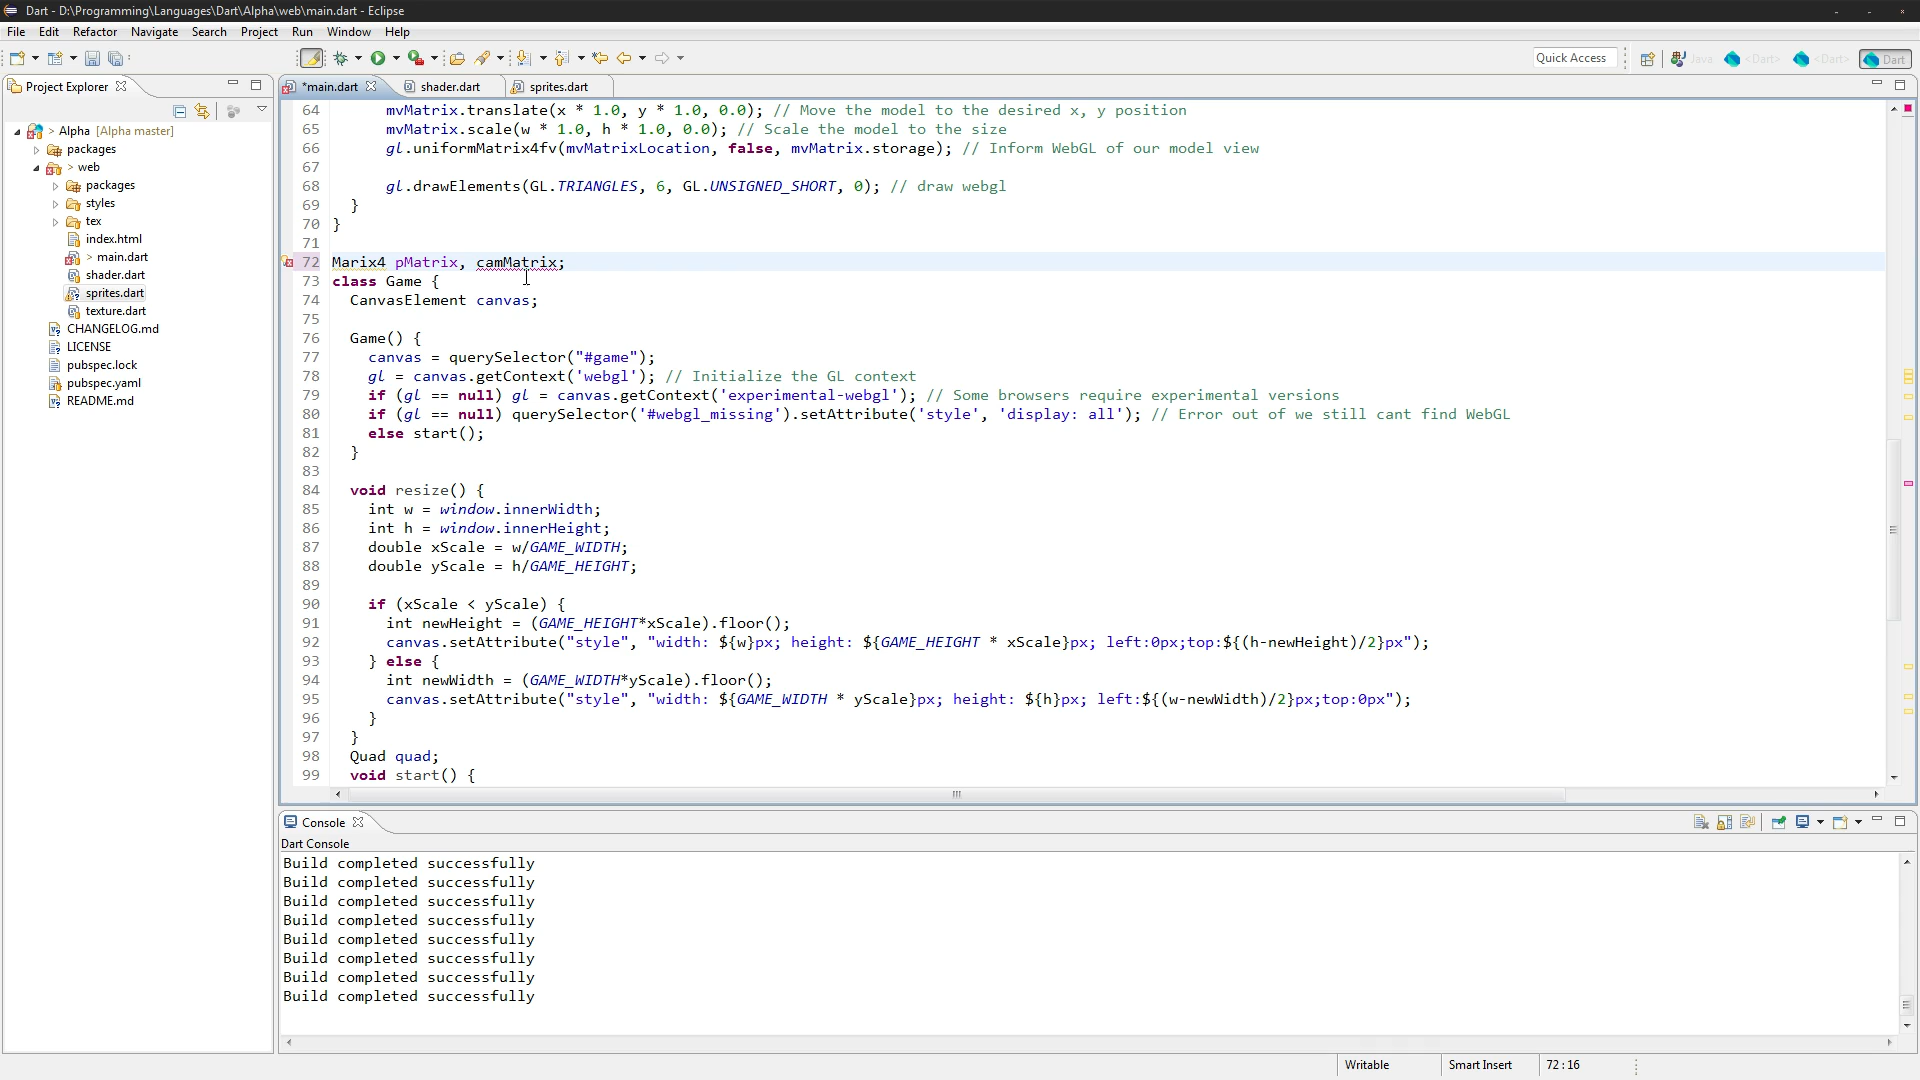 Dart - D:\Programming\Languages\Dart\Alpha\web\main.dart - Eclipse
File Edit Refactor Navigate Search Project Run Window Help
Quick Access Java <Dart> <Dart> Dart
Project Explorer
*main.dart shader.dart sprites.dart
> Alpha [Alpha master]
packages
> web
packages
styles
tex
index.html
> main.dart
shader.dart
sprites.dart
texture.dart
CHANGELOG.md
LICENSE
pubspec.lock
pubspec.yaml
README.md
64 mvMatrix.translate(x * 1.0, y * 1.0, 0.0); // Move the model to the desired x, y position
65 mvMatrix.scale(w * 1.0, h * 1.0, 0.0); // Scale the model to the size
66 gl.uniformMatrix4fv(mvMatrixLocation, false, mvMatrix.storage); // Inform WebGL of our model view
67
68 gl.drawElements(GL.TRIANGLES, 6, GL.UNSIGNED_SHORT, 0); // draw webgl
69 }
70 }
71
72 Marix4 pMatrix, camMatrix;
73 class Game {
74 CanvasElement canvas;
75
76 Game() {
77 canvas = querySelector("#game");
78 gl = canvas.getContext('webgl'); // Initialize the GL context
79 if (gl == null) gl = canvas.getContext('experimental-webgl'); // Some browsers require experimental versions
80 if (gl == null) querySelector('#webgl_missing').setAttribute('style', 'display: all'); // Error out of we still cant find WebGL
81 else start();
82 }
83
84 void resize() {
85 int w = window.innerWidth;
86 int h = window.innerHeight;
87 double xScale = w/GAME_WIDTH;
88 double yScale = h/GAME_HEIGHT;
89
90 if (xScale < yScale) {
91 int newHeight = (GAME_HEIGHT*xScale).floor();
92 canvas.setAttribute("style", "width: ${w}px; height: ${GAME_HEIGHT * xScale}px; left:0px;top:${(h-newHeight)/2}px");
93 } else {
94 int newWidth = (GAME_WIDTH*yScale).floor();
95 canvas.setAttribute("style", "width: ${GAME_WIDTH * yScale}px; height: ${h}px; left:${(w-newWidth)/2}px;top:0px");
96 }
97 }
98 Quad quad;
99 void start() {
Console
Dart Console
Build completed successfully
Build completed successfully
Build completed successfully
Build completed successfully
Build completed successfully
Build completed successfully
Build completed successfully
Build completed successfully
Writable Smart Insert 72 : 16